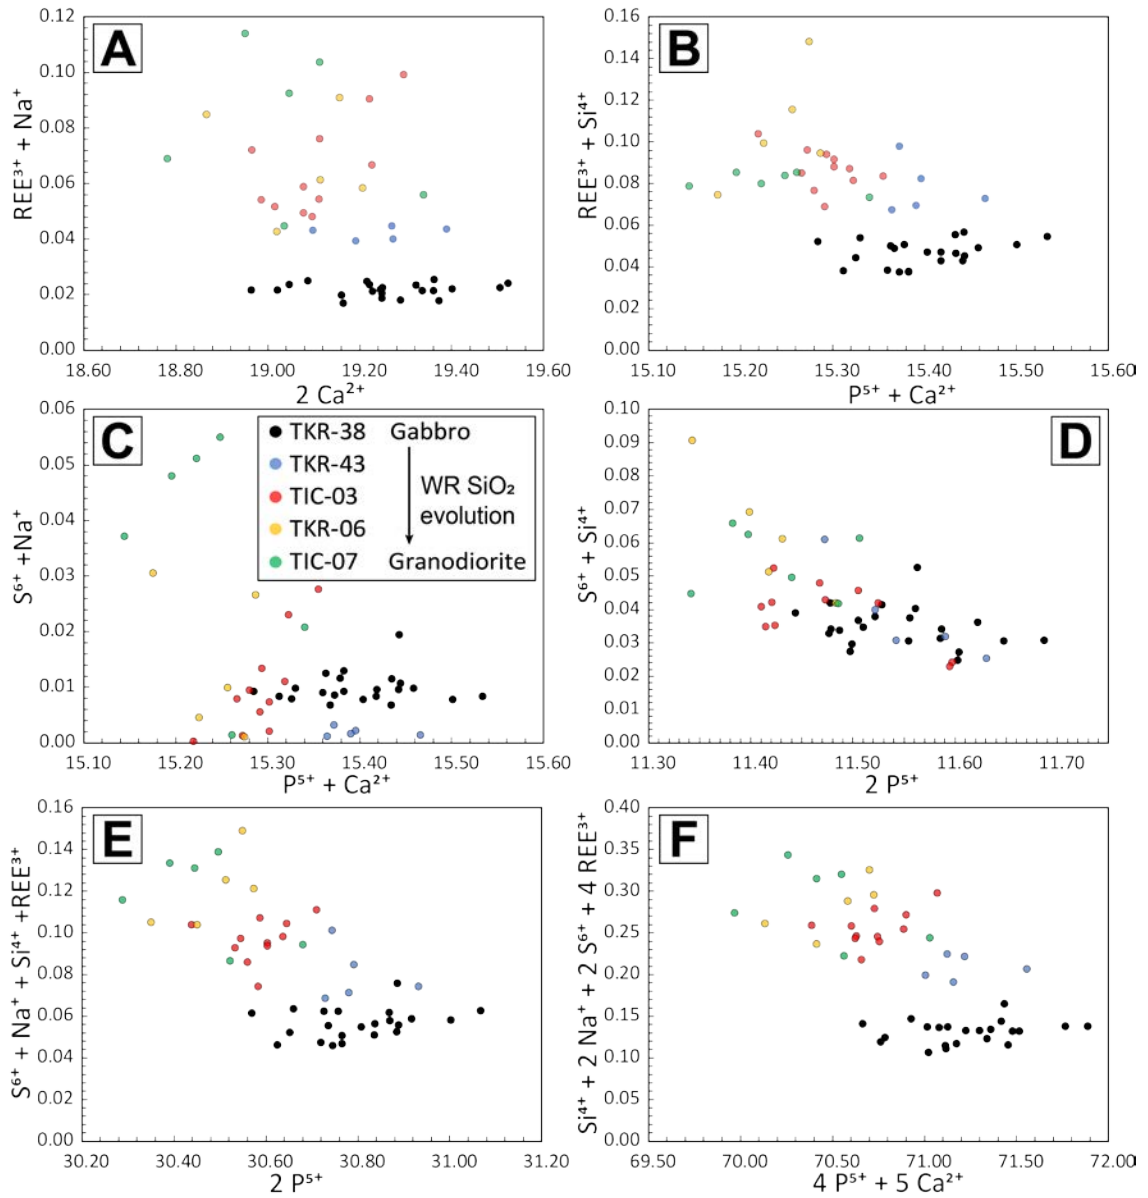 A
REE³⁺ + Na⁺
0.12
0.10
0.08
0.06
0.04
0.02
0.00
18.60 18.80 19.00 19.20 19.40 19.60
2 Ca²⁺
B
REE³⁺ + Si⁴⁺
0.16
0.14
0.12
0.10
0.08
0.06
0.04
0.02
0.00
15.10 15.20 15.30 15.40 15.50 15.60
P⁵⁺ + Ca²⁺
C
S⁶⁺ +Na⁺
0.06
0.05
0.04
0.03
0.02
0.01
0.00
15.10 15.20 15.30 15.40 15.50 15.60
P⁵⁺ + Ca²⁺
TKR-38 Gabbro
TKR-43
TIC-03
TKR-06
TIC-07 Granodiorite
WR SiO₂
evolution
D
S⁶⁺ + Si⁴⁺
0.10
0.09
0.08
0.07
0.06
0.05
0.04
0.03
0.02
0.01
0.00
11.30 11.40 11.50 11.60 11.70
2 P⁵⁺
E
S⁶⁺ + Na⁺ + Si⁴⁺ +REE³⁺
0.16
0.14
0.12
0.10
0.08
0.06
0.04
0.02
0.00
30.20 30.40 30.60 30.80 31.00 31.20
2 P⁵⁺
F
Si⁴⁺ + 2 Na⁺ + 2 S⁶⁺ + 4 REE³⁺
0.40
0.35
0.30
0.25
0.20
0.15
0.10
0.05
0.00
69.50 70.00 70.50 71.00 71.50 72.00
4 P⁵⁺ + 5 Ca²⁺